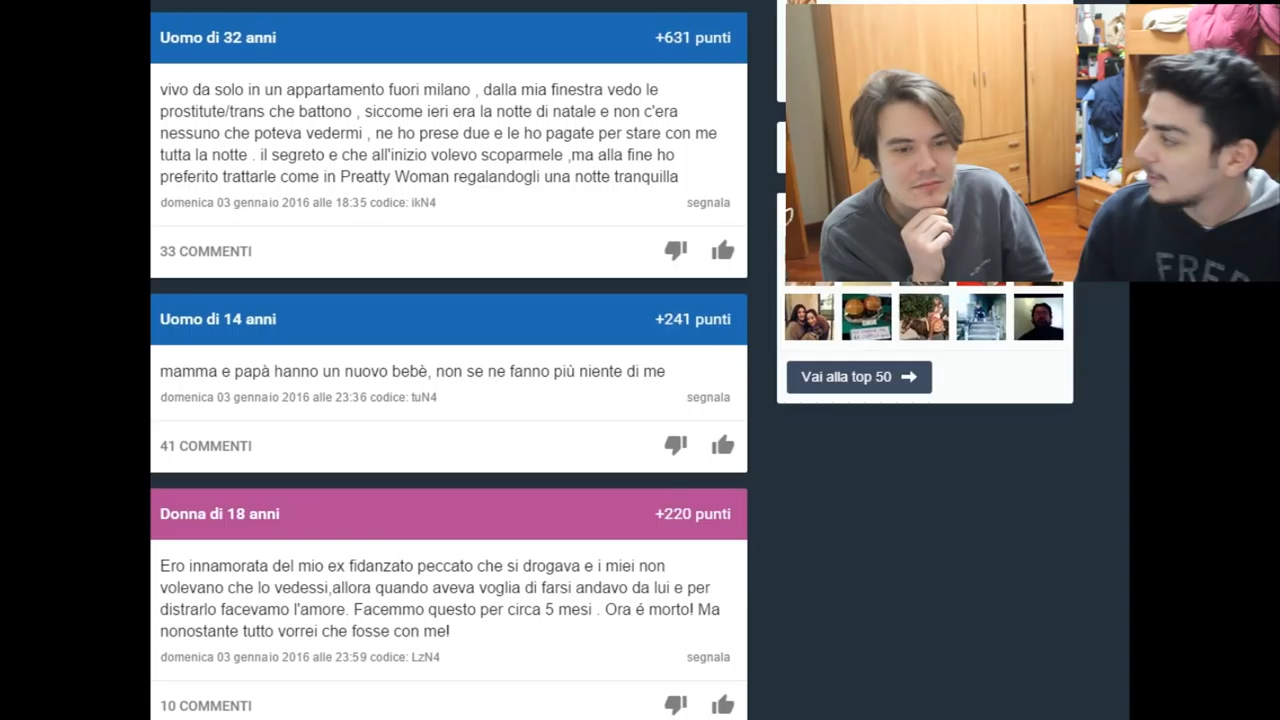 Uomo di 32 anni +631 punti
vivo da solo in un appartamento fuori milano , dalla mia finestra vedo le
prostitute/trans che battono , siccome ieri era la notte di natale e non c'era
nessuno che poteva vedermi , ne ho prese due e le ho pagate per stare con me
tutta la notte . il segreto e che all'inizio volevo scoparmele ,ma alla fine ho
preferito trattarle come in Preatty Woman regalandogli una notte tranquilla
domenica 03 gennaio 2016 alle 18:35 codice: ikN4 segnala
33 COMMENTI
Uomo di 14 anni +241 punti
mamma e papà hanno un nuovo bebè, non se ne fanno più niente di me
domenica 03 gennaio 2016 alle 23:36 codice: tuN4 segnala
41 COMMENTI
Donna di 18 anni +220 punti
Ero innamorata del mio ex fidanzato peccato che si drogava e i miei non
volevano che lo vedessi,allora quando aveva voglia di farsi andavo da lui e per
distrarlo facevamo l'amore. Facemmo questo per circa 5 mesi . Ora é morto! Ma
nonostante tutto vorrei che fosse con me!
domenica 03 gennaio 2016 alle 23:59 codice: LzN4 segnala
10 COMMENTI
Vai alla top 50